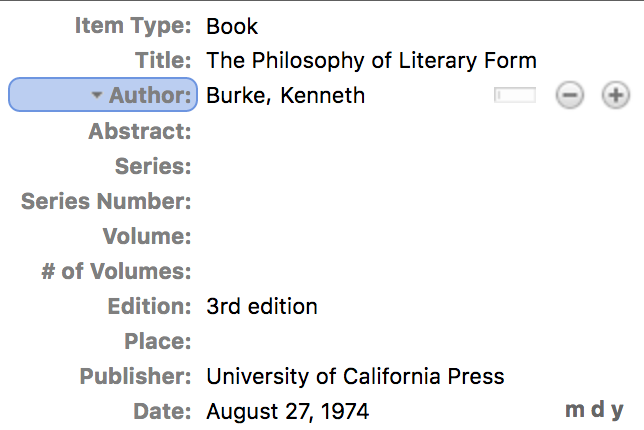 Item Type: Book
Title: The Philosophy of Literary Form
Author: Burke, Kenneth
Abstract:
Series:
Series Number:
Volume:
# of Volumes:
Edition: 3rd edition
Place:
Publisher: University of California Press
Date: August 27, 1974 m d y